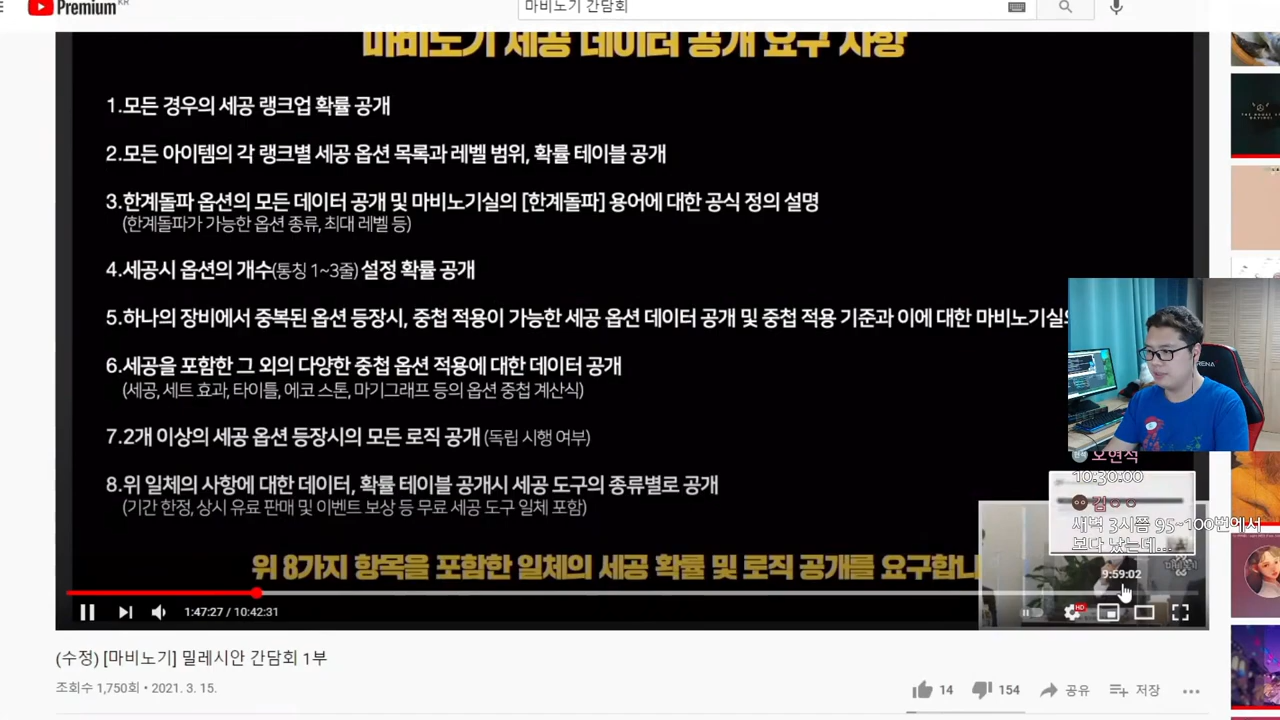 Premium KR
마비노기 간담회
마비노기 세공 데이터 공개 요구 사항
1.모든 경우의 세공 랭크업 확률 공개
2.모든 아이템의 각 랭크별 세공 옵션 목록과 레벨 범위, 확률 테이블 공개
3.한계돌파 옵션의 모든 데이터 공개 및 마비노기실의 [한계돌파] 용어에 대한 공식 정의 설명
(한계돌파가 가능한 옵션 종류, 최대 레벨 등)
4.세공시 옵션의 개수(통칭 1~3줄) 설정 확률 공개
5.하나의 장비에서 중복된 옵션 등장시, 중첩 적용이 가능한 세공 옵션 데이터 공개 및 중첩 적용 기준과 이에 대한 마비노기실의
6.세공을 포함한 그 외의 다양한 중첩 옵션 적용에 대한 데이터 공개
(세공, 세트 효과, 타이틀, 에코 스톤, 마기그래프 등의 옵션 중첩 계산식)
7.2개 이상의 세공 옵션 등장시의 모든 로직 공개 (독립 시행 여부)
8.위 일체의 사항에 대한 데이터, 확률 테이블 공개시 세공 도구의 종류별로 공개
(기간 한정, 상시 유료 판매 및 이벤트 보상 등 무료 세공 도구 일체 포함)
위 8가지 항목을 포함한 일체의 세공 확률 및 로직 공개를 요구합니
오현석
10:30:00
김ㅇㅇ
새벽 3시쯤 95~100번에서
보다 났는데...
9:59:02
1:47:27 / 10:42:31
HD
(수정) [마비노기] 밀레시안 간담회 1부
조회수 1,750회 • 2021. 3. 15.
14
154
공유
저장